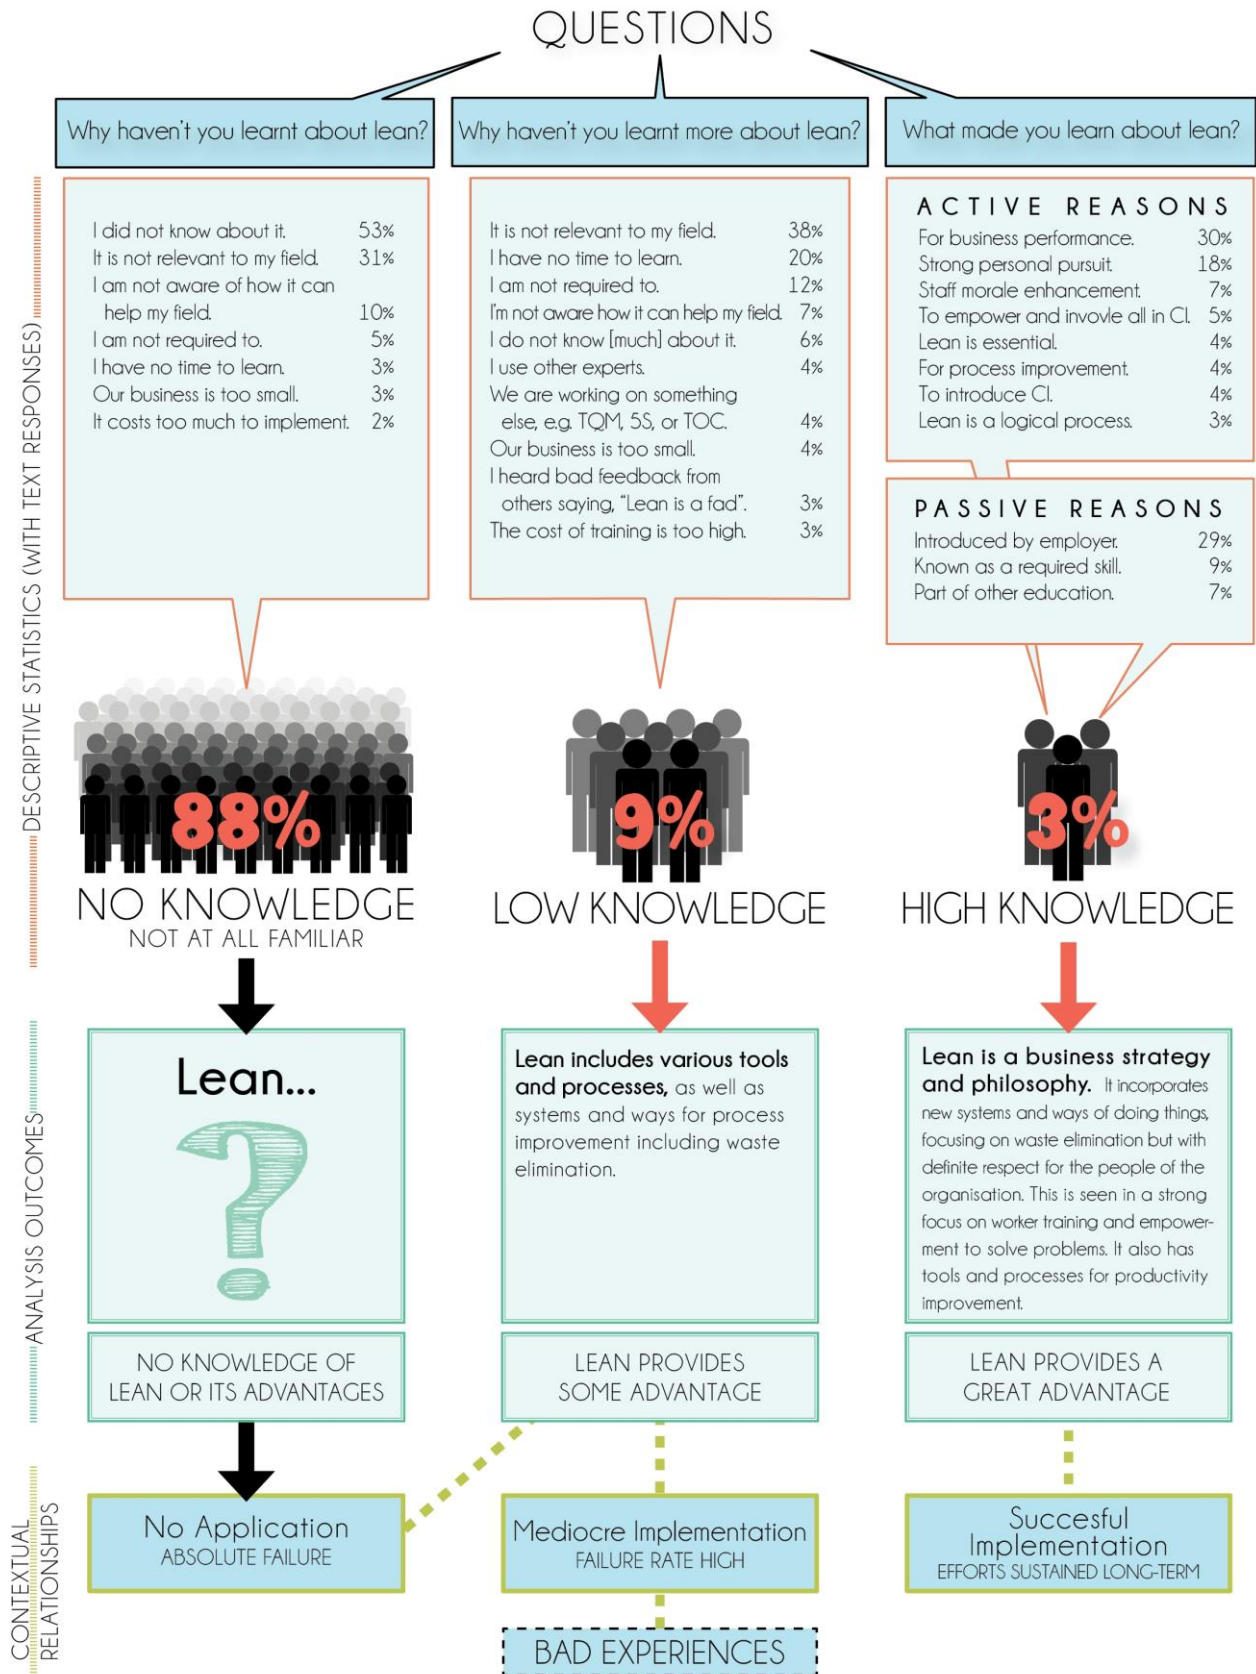 QUESTIONS
Why haven't you learnt about lean?
Why haven't you learnt more about lean?
What made you learn about lean?
DESCRIPTIVE STATISTICS (WITH TEXT RESPONSES)
I did not know about it. 53%
It is not relevant to my field. 31%
I am not aware of how it can
help my field. 10%
I am not required to. 5%
I have no time to learn. 3%
Our business is too small. 3%
It costs too much to implement. 2%
It is not relevant to my field. 38%
I have no time to learn. 20%
I am not required to. 12%
I'm not aware how it can help my field. 7%
I do not know [much] about it. 6%
I use other experts. 4%
We are working on something
else, e.g. TQM, 5S, or TOC. 4%
Our business is too small. 4%
I heard bad feedback from
others saying, “Lean is a fad”. 3%
The cost of training is too high. 3%
ACTIVE REASONS
For business performance. 30%
Strong personal pursuit. 18%
Staff morale enhancement. 7%
To empower and invovle all in CI. 5%
Lean is essential. 4%
For process improvement. 4%
To introduce CI. 4%
Lean is a logical process. 3%
PASSIVE REASONS
Introduced by employer. 29%
Known as a required skill. 9%
Part of other education. 7%
88%
NO KNOWLEDGE
NOT AT ALL FAMILIAR
9%
LOW KNOWLEDGE
3%
HIGH KNOWLEDGE
ANALYSIS OUTCOMES
Lean...
?
Lean includes various tools
and processes, as well as
systems and ways for process
improvement including waste
elimination.
Lean is a business strategy
and philosophy. It incorporates
new systems and ways of doing things,
focusing on waste elimination but with
definite respect for the people of the
organisation. This is seen in a strong
focus on worker training and empower-
ment to solve problems. It also has
tools and processes for productivity
improvement.
NO KNOWLEDGE OF
LEAN OR ITS ADVANTAGES
LEAN PROVIDES
SOME ADVANTAGE
LEAN PROVIDES A
GREAT ADVANTAGE
CONTEXTUAL
RELATIONSHIPS
No Application
ABSOLUTE FAILURE
Mediocre Implementation
FAILURE RATE HIGH
Succesful
Implementation
EFFORTS SUSTAINED LONG-TERM
BAD EXPERIENCES